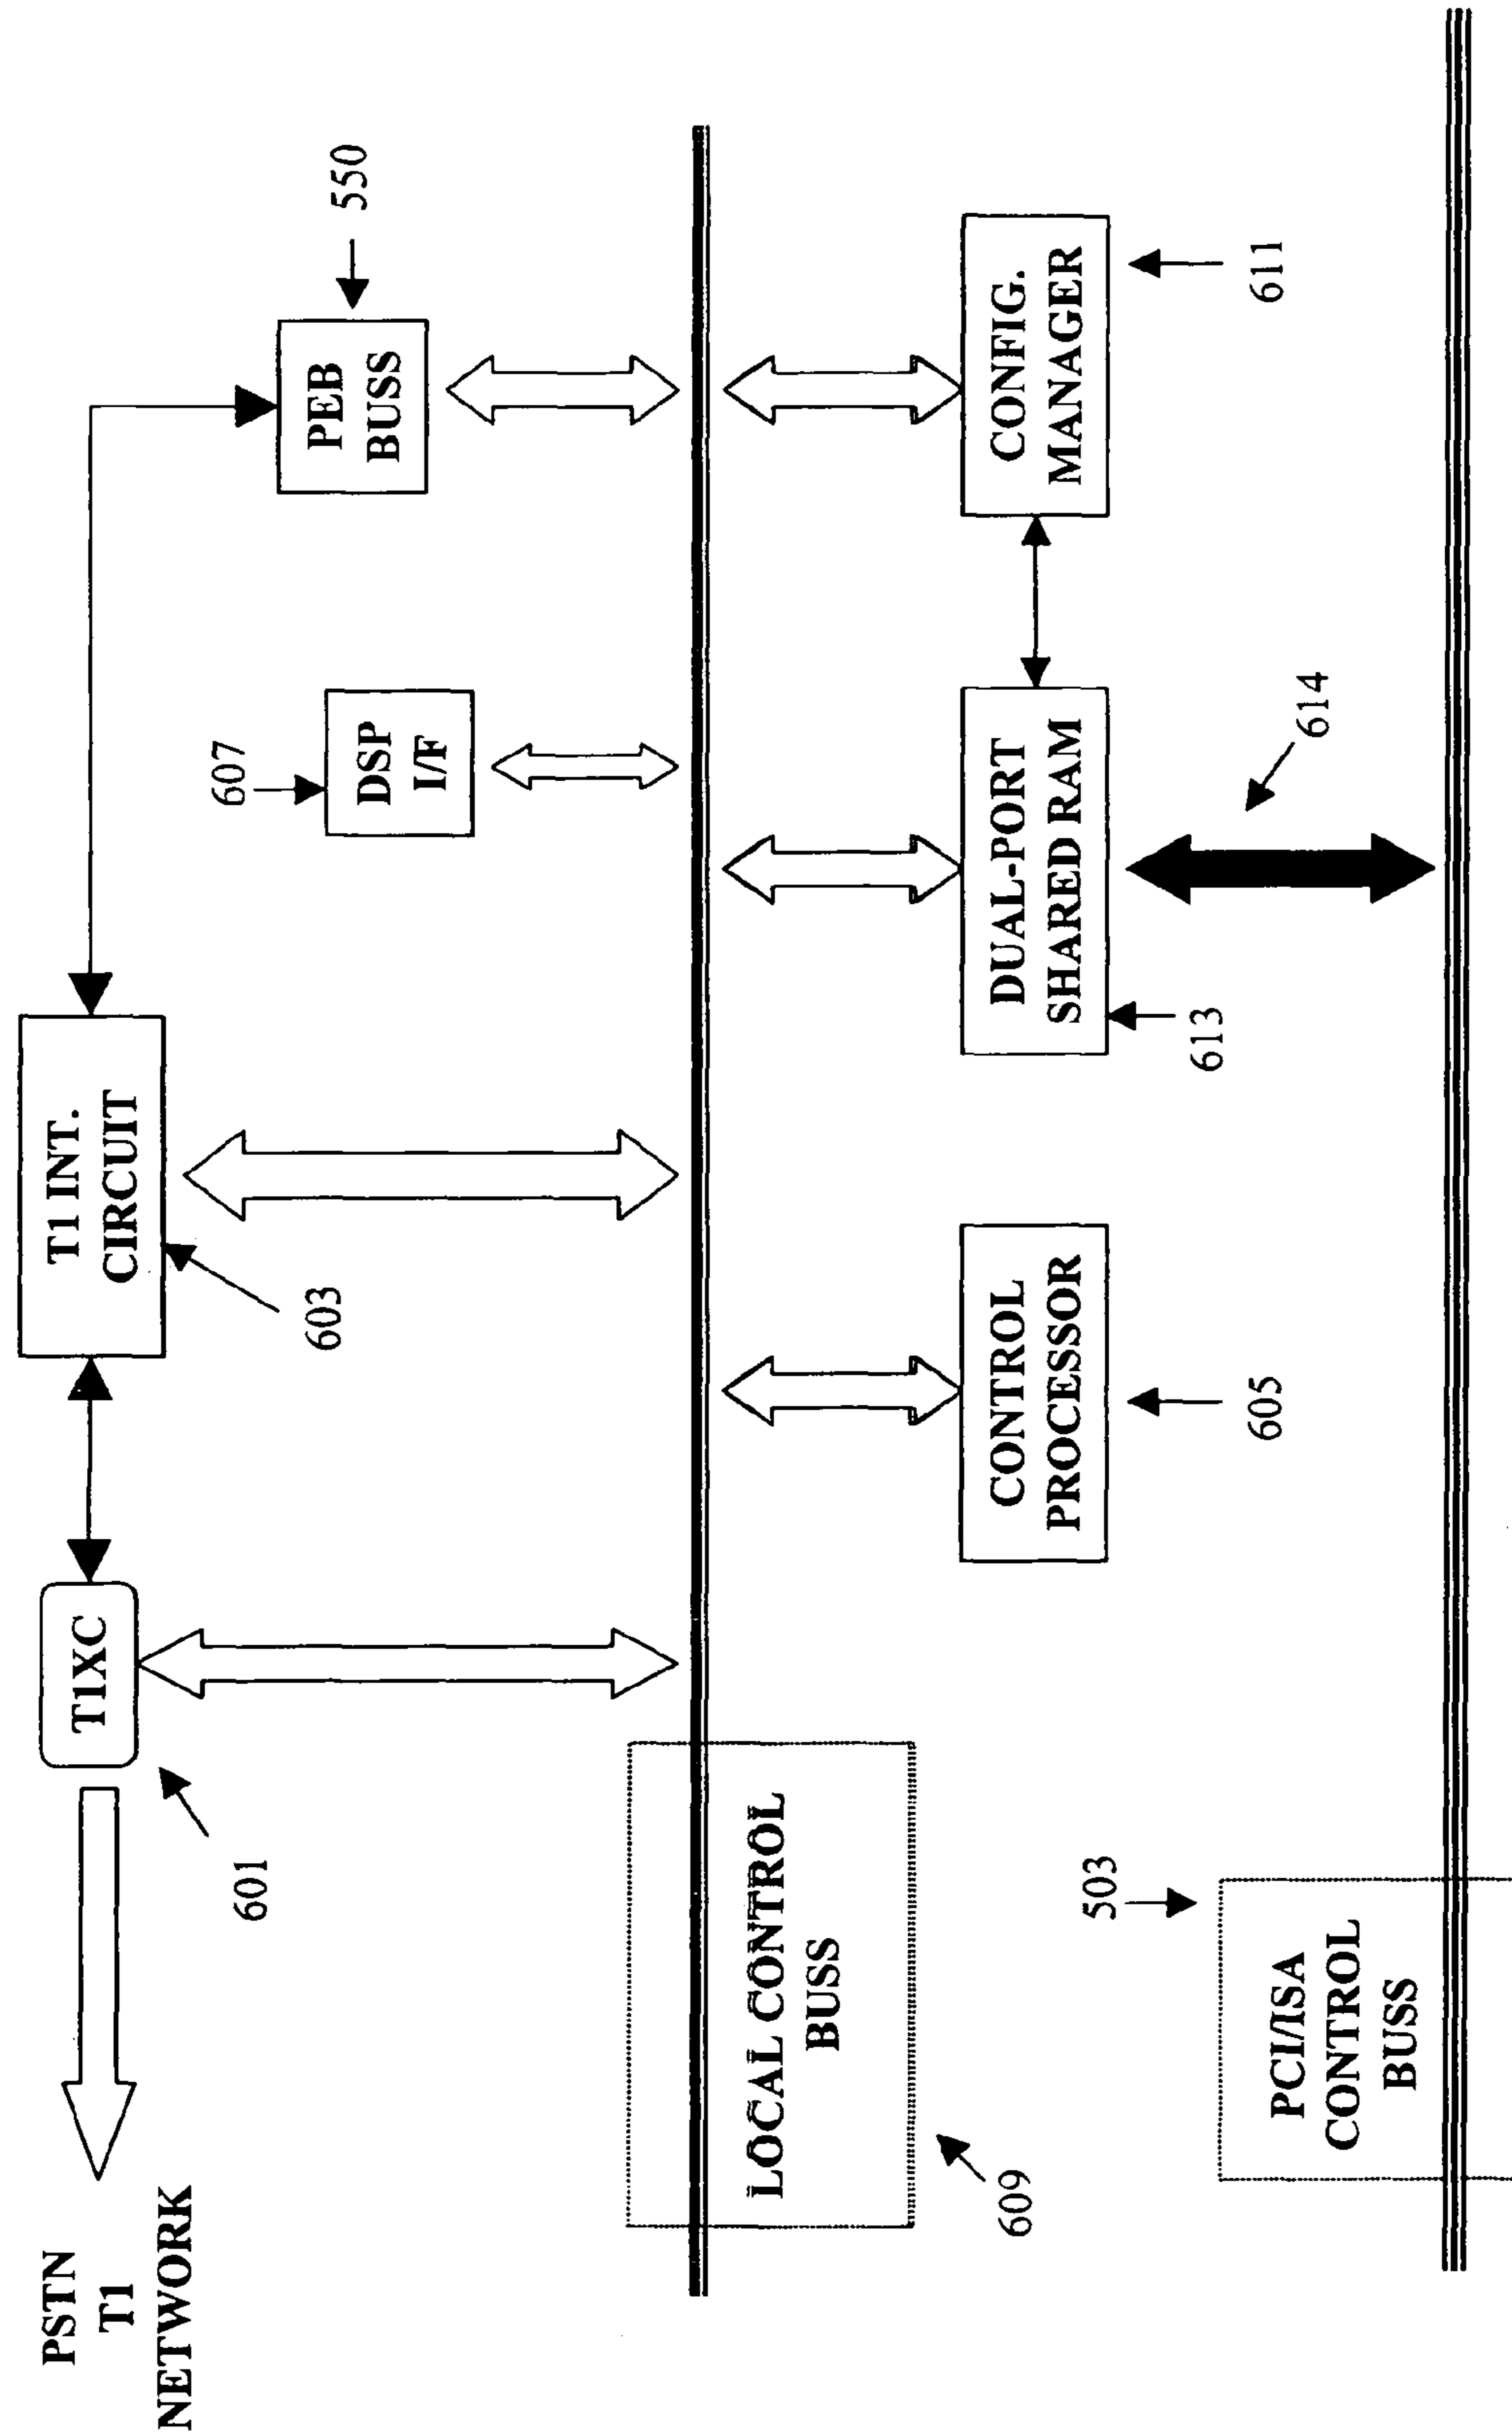 PSTN
T1
NETWORK
T1XC
601
T1 INT.
CIRCUIT
603
607
DSP
I/F
PEB
BUSS
550
LOCAL CONTROL
BUSS
609
CONTROL
PROCESSOR
605
DUAL-PORT
SHARED RAM
613
614
CONFIG.
MANAGER
611
503
PCI/ISA
CONTROL
BUSS